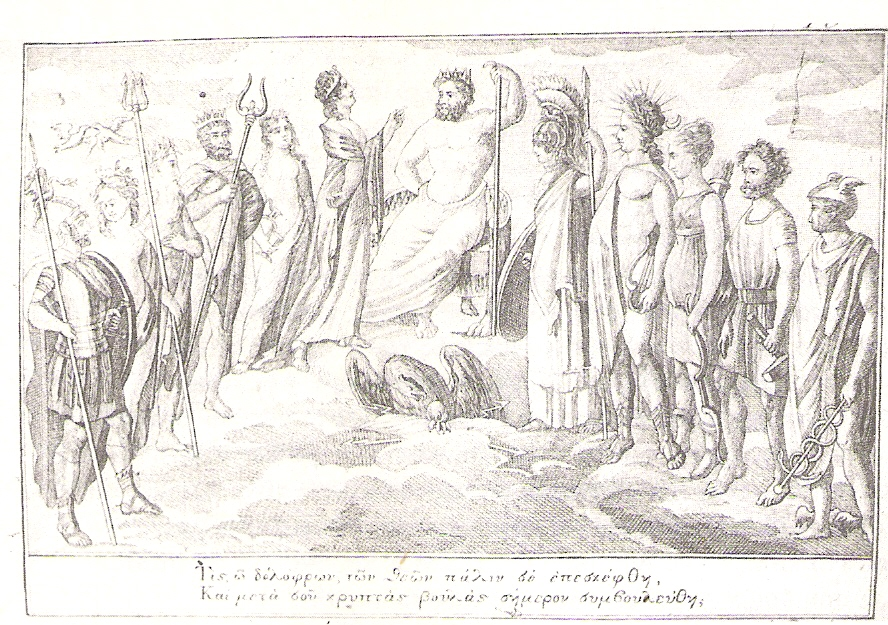 Τίς, ὦ δολόφρων, τῶν Θεῶν πάλιν σὲ ἐπεσκέφθη,
Καὶ μετὰ σοῦ κρυπτὰς βουλὰς σήμερον συμβουλεύθη;